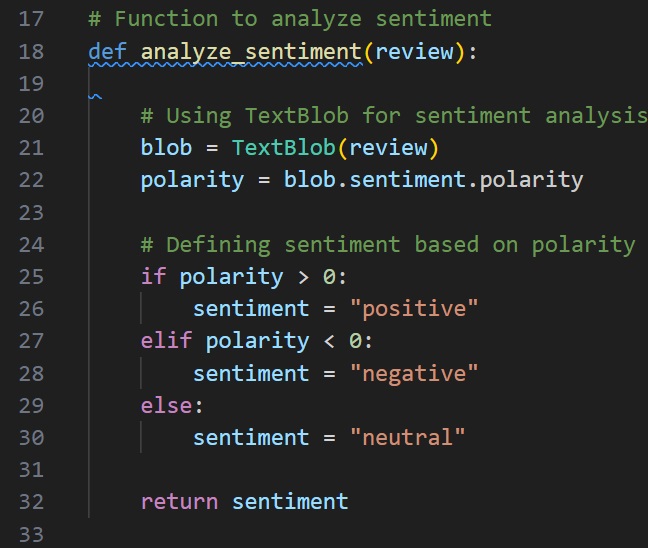 17 # Function to analyze sentiment
18 def analyze_sentiment(review):
19
20     # Using TextBlob for sentiment analysis
21     blob = TextBlob(review)
22     polarity = blob.sentiment.polarity
23
24     # Defining sentiment based on polarity
25     if polarity > 0:
26         sentiment = "positive"
27     elif polarity < 0:
28         sentiment = "negative"
29     else:
30         sentiment = "neutral"
31
32     return sentiment
33